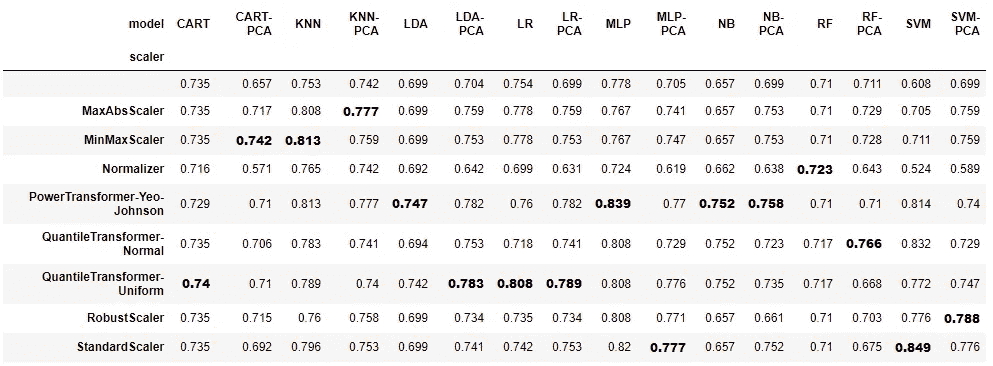 model CART CART-PCA KNN KNN-PCA LDA LDA-PCA LR LR-PCA MLP MLP-PCA NB NB-PCA RF RF-PCA SVM SVM-PCA
scaler
0.735 0.657 0.753 0.742 0.699 0.704 0.754 0.699 0.778 0.705 0.657 0.699 0.71 0.711 0.608 0.699
MaxAbsScaler 0.735 0.717 0.808 0.777 0.699 0.759 0.778 0.759 0.767 0.741 0.657 0.753 0.71 0.729 0.705 0.759
MinMaxScaler 0.735 0.742 0.813 0.759 0.699 0.753 0.778 0.753 0.767 0.747 0.657 0.753 0.71 0.728 0.711 0.759
Normalizer 0.716 0.571 0.765 0.742 0.692 0.642 0.699 0.631 0.724 0.619 0.662 0.638 0.723 0.643 0.524 0.589
PowerTransformer-Yeo-Johnson 0.729 0.71 0.813 0.777 0.747 0.782 0.76 0.782 0.839 0.77 0.752 0.758 0.71 0.71 0.814 0.74
QuantileTransformer-Normal 0.735 0.706 0.783 0.741 0.694 0.753 0.718 0.741 0.808 0.729 0.752 0.723 0.717 0.766 0.832 0.729
QuantileTransformer-Uniform 0.74 0.71 0.789 0.74 0.742 0.783 0.808 0.789 0.808 0.776 0.752 0.735 0.717 0.668 0.772 0.747
RobustScaler 0.735 0.715 0.76 0.758 0.699 0.734 0.735 0.734 0.808 0.771 0.657 0.661 0.71 0.703 0.776 0.788
StandardScaler 0.735 0.692 0.796 0.753 0.699 0.741 0.742 0.753 0.82 0.777 0.657 0.752 0.71 0.675 0.849 0.776